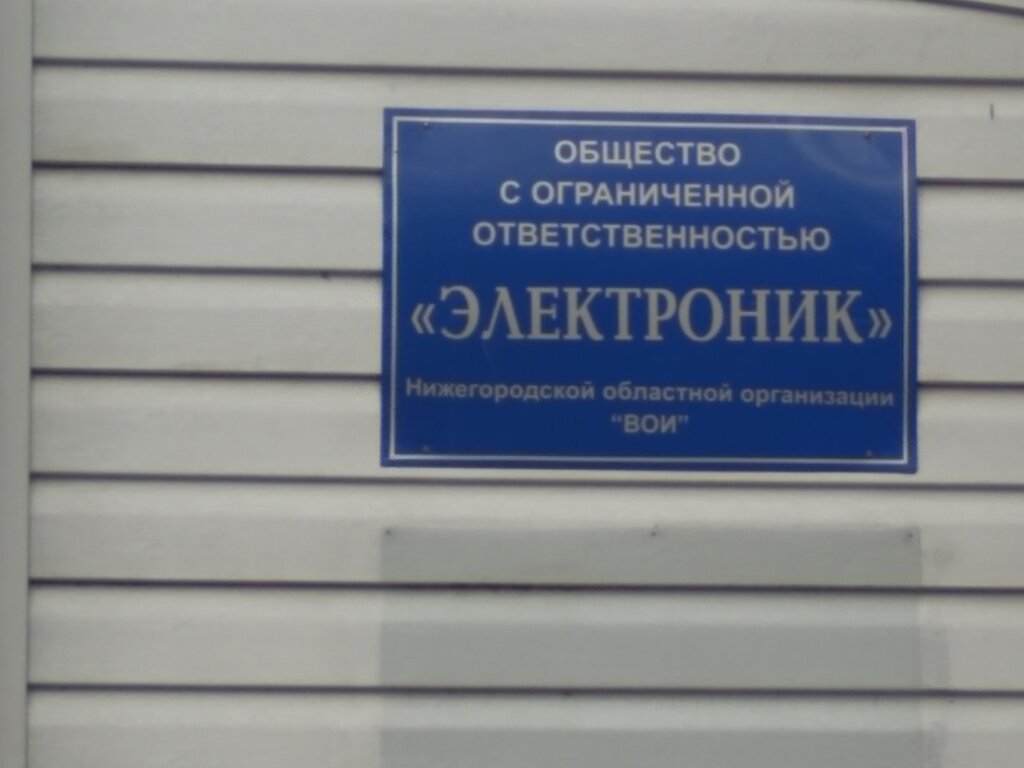 ОБЩЕСТВО
С ОГРАНИЧЕННОЙ
ОТВЕТСТВЕННОСТЬЮ
«ЭЛЕКТРОНИК»
Нижегородской областной организации
“ВОИ”